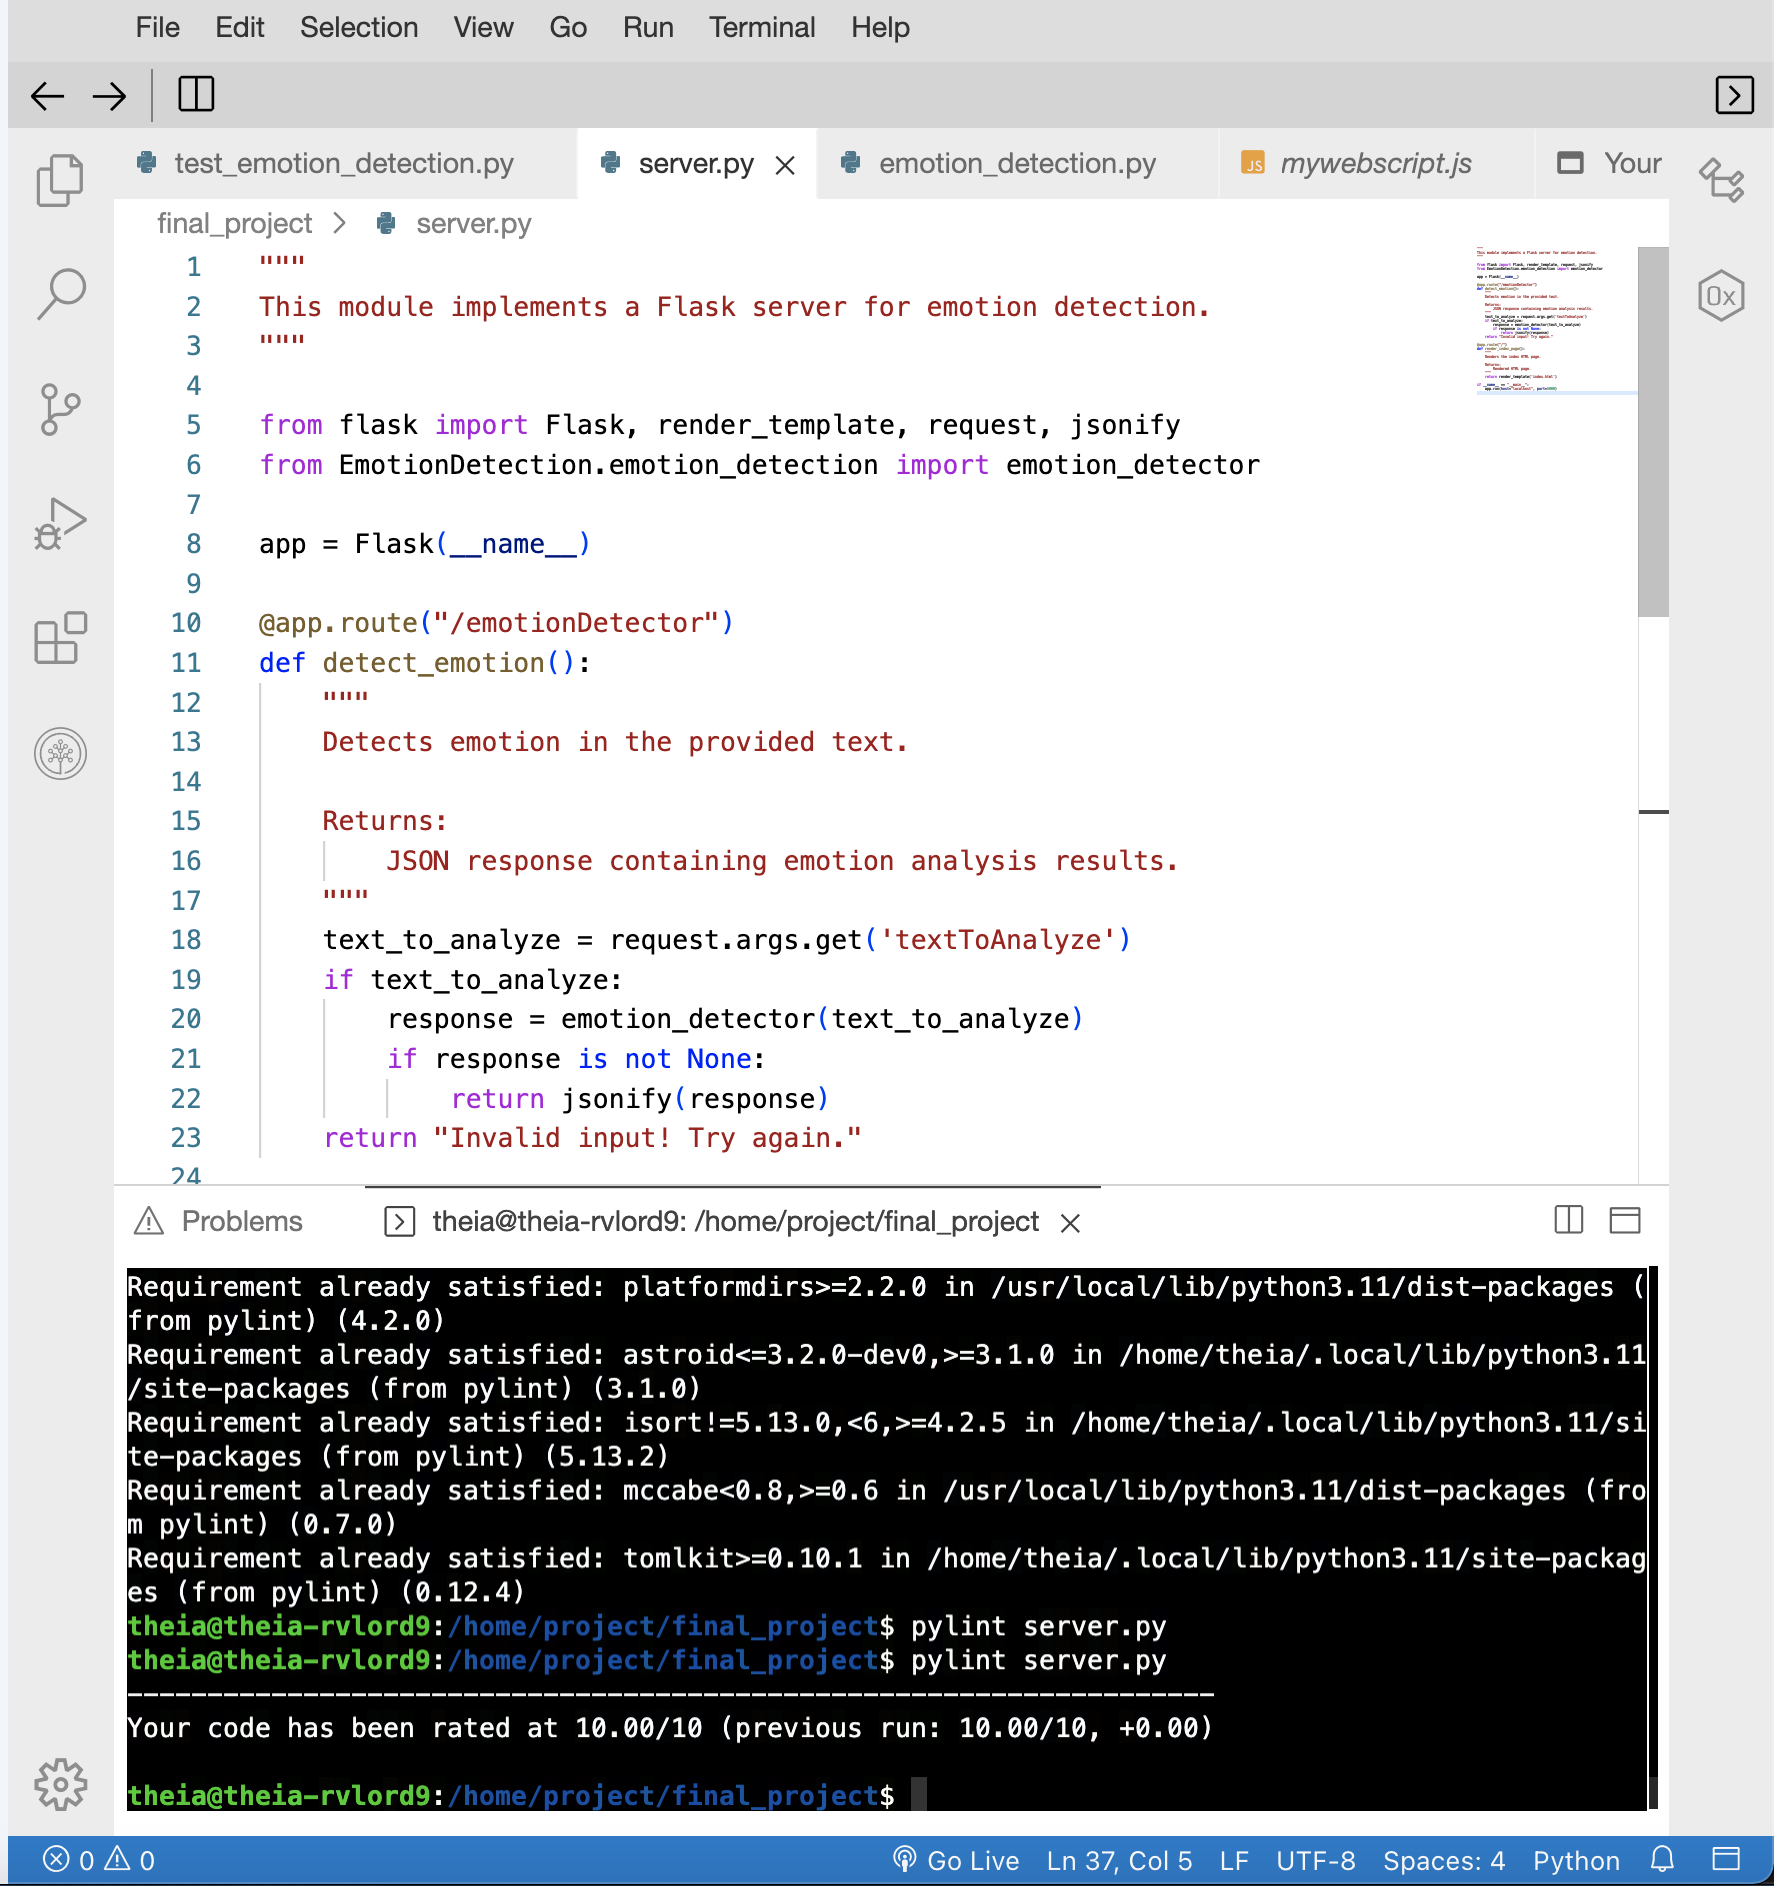 File Edit Selection View Go Run Terminal Help
test_emotion_detection.py server.py emotion_detection.py JS mywebscript.js Your
final_project > server.py
1 """
2 This module implements a Flask server for emotion detection.
3 """
4
5 from flask import Flask, render_template, request, jsonify
6 from EmotionDetection.emotion_detection import emotion_detector
7
8 app = Flask(__name__)
9
10 @app.route("/emotionDetector")
11 def detect_emotion():
12 """
13 Detects emotion in the provided text.
14
15 Returns:
16 JSON response containing emotion analysis results.
17 """
18 text_to_analyze = request.args.get('textToAnalyze')
19 if text_to_analyze:
20 response = emotion_detector(text_to_analyze)
21 if response is not None:
22 return jsonify(response)
23 return "Invalid input! Try again."
24
0x
Problems theia@theia-rvlord9: /home/project/final_project
Requirement already satisfied: platformdirs>=2.2.0 in /usr/local/lib/python3.11/dist-packages (
from pylint) (4.2.0)
Requirement already satisfied: astroid<=3.2.0-dev0,>=3.1.0 in /home/theia/.local/lib/python3.11
/site-packages (from pylint) (3.1.0)
Requirement already satisfied: isort!=5.13.0,<6,>=4.2.5 in /home/theia/.local/lib/python3.11/si
te-packages (from pylint) (5.13.2)
Requirement already satisfied: mccabe<0.8,>=0.6 in /usr/local/lib/python3.11/dist-packages (fro
m pylint) (0.7.0)
Requirement already satisfied: tomlkit>=0.10.1 in /home/theia/.local/lib/python3.11/site-packag
es (from pylint) (0.12.4)
theia@theia-rvlord9:/home/project/final_project$ pylint server.py
theia@theia-rvlord9:/home/project/final_project$ pylint server.py
--------------------------------------------------------------------
Your code has been rated at 10.00/10 (previous run: 10.00/10, +0.00)
theia@theia-rvlord9:/home/project/final_project$
0 0 Go Live Ln 37, Col 5 LF UTF-8 Spaces: 4 Python